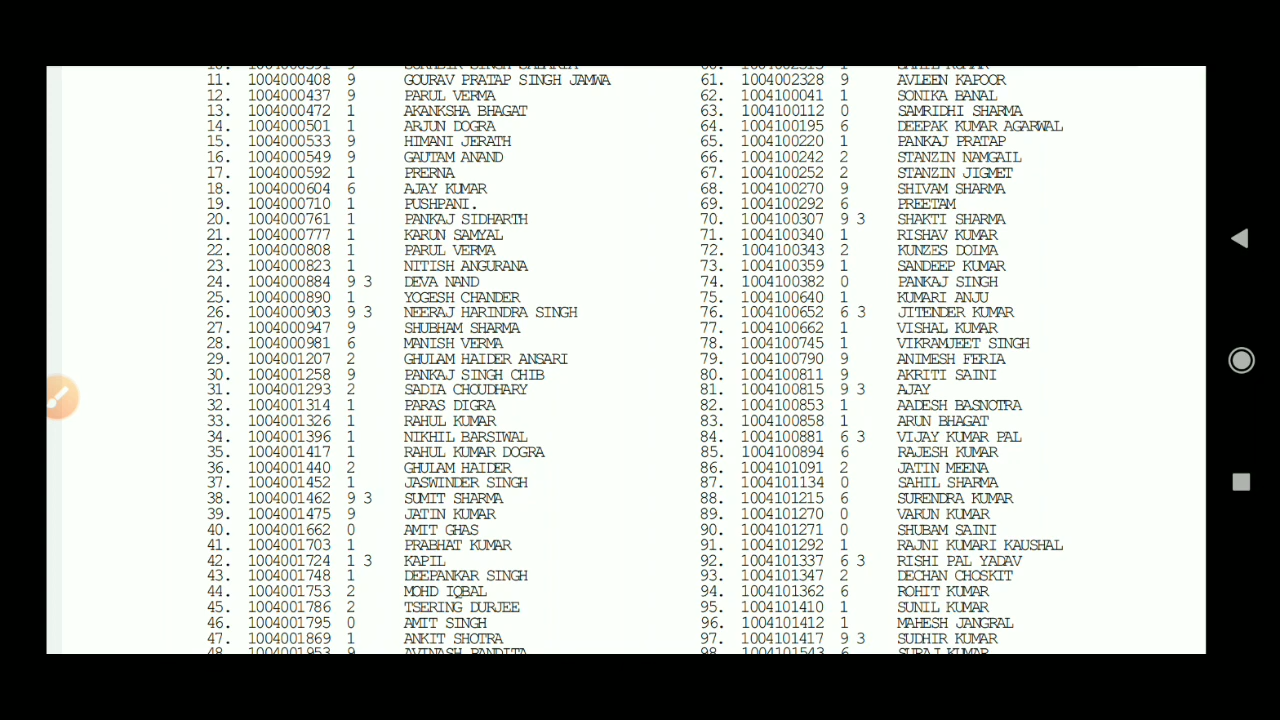 11. 1004000408 9 GOURAV PRATAP SINGH JAMWA
12. 1004000437 9 PARUL VERMA
13. 1004000472 1 AKANKSHA BHAGAT
14. 1004000501 1 ARJUN DOGRA
15. 1004000533 9 HIMANI JERATH
16. 1004000549 9 GAUTAM ANAND
17. 1004000592 1 PRERNA
18. 1004000604 6 AJAY KUMAR
19. 1004000710 1 PUSHPANI.
20. 1004000761 1 PANKAJ SIDHARTH
21. 1004000777 1 KARUN SAMYAL
22. 1004000808 1 PARUL VERMA
23. 1004000823 1 NITISH ANGURANA
24. 1004000884 9 3 DEVA NAND
25. 1004000890 1 YOGESH CHANDER
26. 1004000903 9 3 NEERAJ HARINDRA SINGH
27. 1004000947 9 SHUBHAM SHARMA
28. 1004000981 6 MANISH VERMA
29. 1004001207 2 GHULAM HAIDER ANSARI
30. 1004001258 9 PANKAJ SINGH CHIB
31. 1004001293 2 SADIA CHOUDHARY
32. 1004001314 1 PARAS DIGRA
33. 1004001326 1 RAHUL KUMAR
34. 1004001396 1 NIKHIL BARSIWAL
35. 1004001417 1 RAHUL KUMAR DOGRA
36. 1004001440 2 GHULAM HAIDER
37. 1004001452 1 JASWINDER SINGH
38. 1004001462 9 3 SUMIT SHARMA
39. 1004001475 9 JATIN KUMAR
40. 1004001662 0 AMIT GHAS
41. 1004001703 1 PRABHAT KUMAR
42. 1004001724 1 3 KAPIL
43. 1004001748 1 DEEPANKAR SINGH
44. 1004001753 2 MOHD IQBAL
45. 1004001786 2 TSERING DURJEE
46. 1004001795 0 AMIT SINGH
47. 1004001869 1 ANKIT SHOTRA
48. 1004001953 9 AVINASH PANDITA
61. 1004002328 9 AVLEEN KAPOOR
62. 1004100041 1 SONIKA BANAL
63. 1004100112 0 SAMRIDHI SHARMA
64. 1004100195 6 DEEPAK KUMAR AGARWAL
65. 1004100220 1 PANKAJ PRATAP
66. 1004100242 2 STANZIN NAMGAIL
67. 1004100252 2 STANZIN JIGMET
68. 1004100270 9 SHIVAM SHARMA
69. 1004100292 6 PREETAM
70. 1004100307 9 3 SHAKTI SHARMA
71. 1004100340 1 RISHAV KUMAR
72. 1004100343 2 KUNZES DOLMA
73. 1004100359 1 SANDEEP KUMAR
74. 1004100382 0 PANKAJ SINGH
75. 1004100640 1 KUMARI ANJU
76. 1004100652 6 3 JITENDER KUMAR
77. 1004100662 1 VISHAL KUMAR
78. 1004100745 1 VIKRAMJEET SINGH
79. 1004100790 9 ANIMESH FERIA
80. 1004100811 9 AKRITI SAINI
81. 1004100815 9 3 AJAY
82. 1004100853 1 AADESH BASNOTRA
83. 1004100858 1 ARUN BHAGAT
84. 1004100881 6 3 VIJAY KUMAR PAL
85. 1004100894 6 RAJESH KUMAR
86. 1004101091 2 JATIN MEENA
87. 1004101134 0 SAHIL SHARMA
88. 1004101215 6 SURENDRA KUMAR
89. 1004101270 0 VARUN KUMAR
90. 1004101271 0 SHUBAM SAINI
91. 1004101292 1 RAJNI KUMARI KAUSHAL
92. 1004101337 6 3 RISHI PAL YADAV
93. 1004101347 2 DECHAN CHOSKIT
94. 1004101362 6 ROHIT KUMAR
95. 1004101410 1 SUNIL KUMAR
96. 1004101412 1 MAHESH JANGRAL
97. 1004101417 9 3 SUDHIR KUMAR
98. 1004101543 6 SURAJ KUMAR